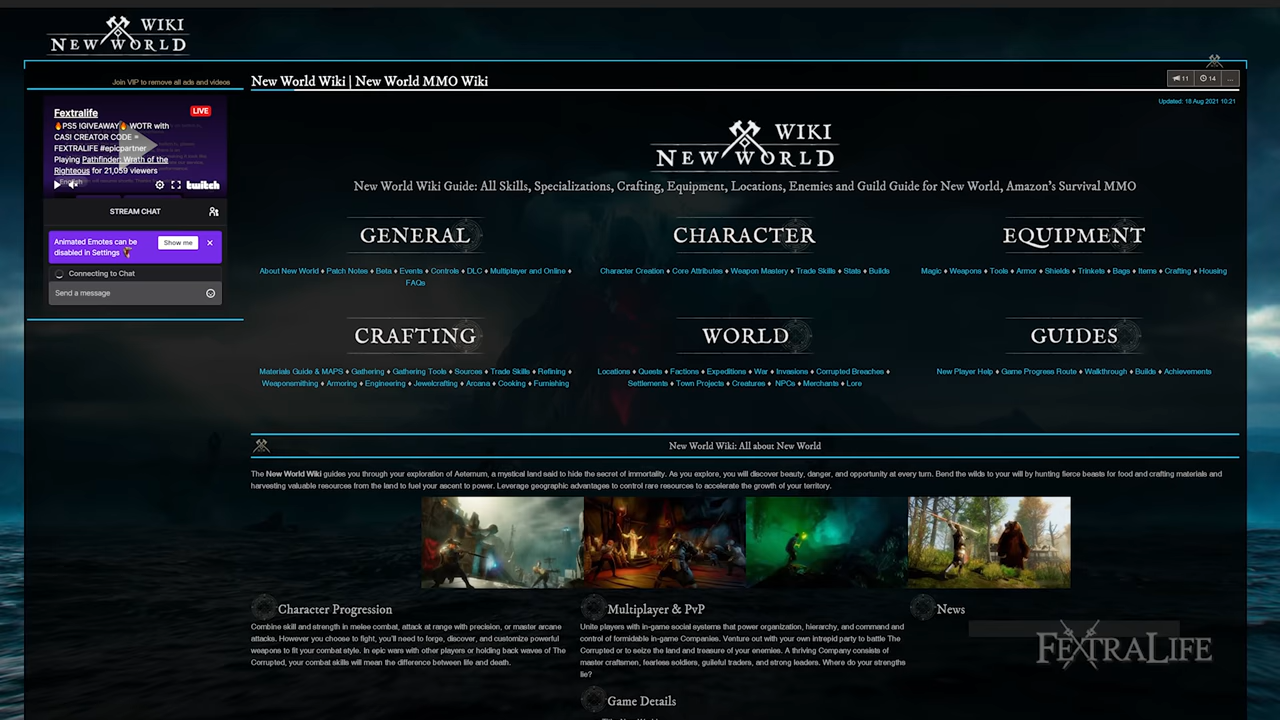 WIKI
NEW WORLD
Join VIP to remove all ads and videos
New World Wiki | New World MMO Wiki
11
14
...
Updated: 18 Aug 2021 10:21
Fextralife
LIVE
🔥PS5 !GIVEAWAY🔥 WOTR with
CAS! CREATOR CODE =
FEXTRALIFE #epicpartner
Playing Pathfinder: Wrath of the
Righteous for 21,059 viewers
English
twitch
STREAM CHAT
Animated Emotes can be
disabled in Settings
Show me
Connecting to Chat
Send a message
WIKI
NEW WORLD
New World Wiki Guide: All Skills, Specializations, Crafting, Equipment, Locations, Enemies and Guild Guide for New World, Amazon's Survival MMO
GENERAL
About New World ♦ Patch Notes ♦ Beta ♦ Events ♦ Controls ♦ DLC ♦ Multiplayer and Online ♦
FAQs
CHARACTER
Character Creation ♦ Core Attributes ♦ Weapon Mastery ♦ Trade Skills ♦ Stats ♦ Builds
EQUIPMENT
Magic ♦ Weapons ♦ Tools ♦ Armor ♦ Shields ♦ Trinkets ♦ Bags ♦ Items ♦ Crafting ♦ Housing
CRAFTING
Materials Guide & MAPS ♦ Gathering ♦ Gathering Tools ♦ Sources ♦ Trade Skills ♦ Refining ♦
Weaponsmithing ♦ Armoring ♦ Engineering ♦ Jewelcrafting ♦ Arcana ♦ Cooking ♦ Furnishing
WORLD
Locations ♦ Quests ♦ Factions ♦ Expeditions ♦ War ♦ Invasions ♦ Corrupted Breaches ♦
Settlements ♦ Town Projects ♦ Creatures ♦ NPCs ♦ Merchants ♦ Lore
GUIDES
New Player Help ♦ Game Progress Route ♦ Walkthrough ♦ Builds ♦ Achievements
New World Wiki: All about New World
The New World Wiki guides you through your exploration of Aeternum, a mystical land said to hide the secret of immortality. As you explore, you will discover beauty, danger, and opportunity at every turn. Bend the wilds to your will by hunting fierce beasts for food and crafting materials and
harvesting valuable resources from the land to fuel your ascent to power. Leverage geographic advantages to control rare resources to accelerate the growth of your territory.
Character Progression
Combine skill and strength in melee combat, attack at range with precision, or master arcane
attacks. However you choose to fight, you'll need to forge, discover, and customize powerful
weapons to fit your combat style. In epic wars with other players or holding back waves of The
Corrupted, your combat skills will mean the difference between life and death.
Multiplayer & PvP
Unite players with in-game social systems that power organization, hierarchy, and command and
control of formidable in-game Companies. Venture out with your own intrepid party to battle The
Corrupted or to seize the land and treasure of your enemies. A thriving Company consists of
master craftsmen, fearless soldiers, guileful traders, and strong leaders. Where do your strengths
lie?
Game Details
News
FEXTRALIFE